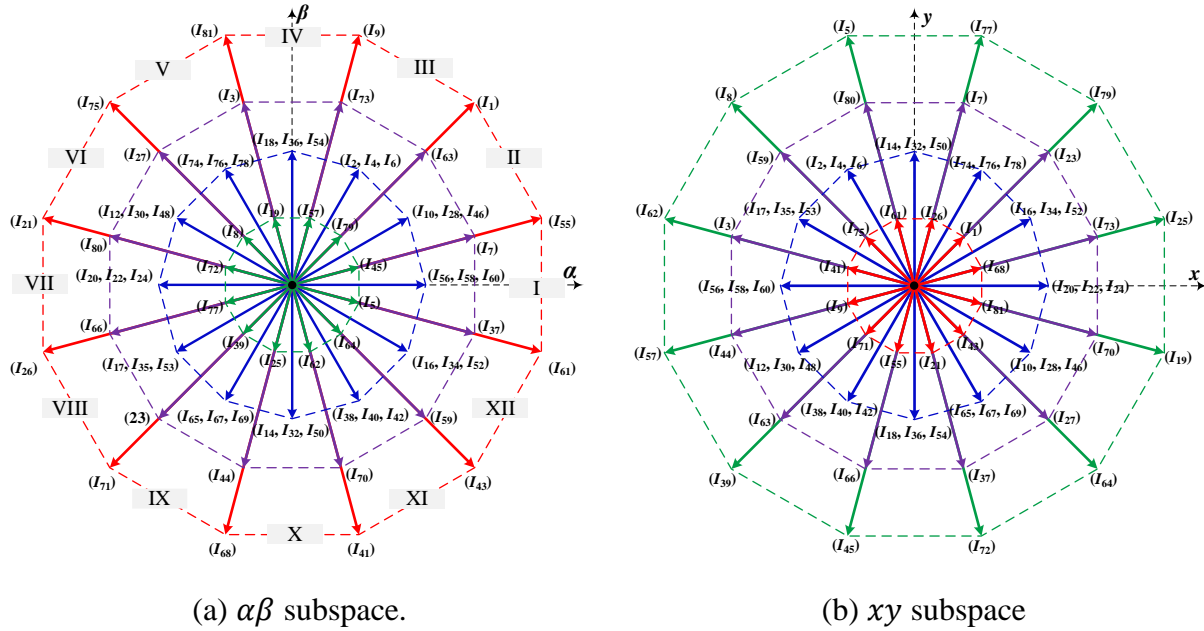 β
(I81) IV (I9)
V III
(I75) (I3) (I73) (I1)
(I18, I36, I54)
VI (I27) (I74, I76, I78) (I2, I4, I6) (I63) II
(I12, I30, I48) (I19) (I57) (I10, I28, I46)
(I21) (I8) (I79) (I55)
(I80) (I72) (I45) (I7)
(I20, I22, I24) (I56, I58, I60) α
VII I
(I66) (I77) (I5) (I37)
(I26) (I39) (I64) (I61)
(I17, I35, I53) (I25) (I62) (I16, I34, I52)
VIII XII
(23) (I65, I67, I69) (I38, I40, I42) (I59)
(I14, I32, I50)
(I71) (I44) (I70) (I43)
IX XI
(I68) X (I41)
(a) αβ subspace.
y
(I5) (I77)
(I8) (I80) (I7) (I79)
(I14, I32, I50)
(I59) (I2, I4, I6) (I74, I76, I78) (I23)
(I17, I35, I53) (I61) (I26) (I16, I34, I52)
(I62) (I75) (I1) (I25)
(I3) (I41) (I68) (I73)
(I56, I58, I60) (I20, I22, I24) x
(I44) (I9) (I81) (I70)
(I57) (I71) (I43) (I19)
(I12, I30, I48) (I55) (I21) (I10, I28, I46)
(I63) (I38, I40, I42) (I65, I67, I69) (I27)
(I18, I36, I54)
(I39) (I66) (I37) (I64)
(I45) (I72)
(b) xy subspace